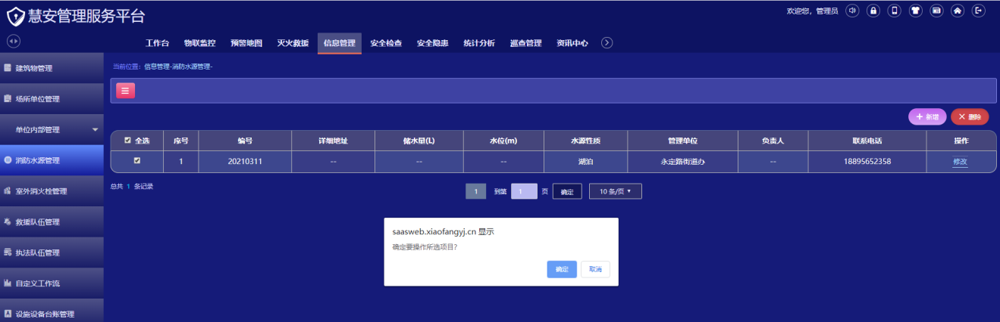 慧安管理服务平台
欢迎您，管理员
工作台 物联监控 预警地图 灭火救援 信息管理 安全检查 安全隐患 统计分析 巡查管理 资讯中心
建筑物管理
场所单位管理
单位内部管理
消防水源管理
室外消火栓管理
救援队伍管理
执法队伍管理
自定义工作流
设施设备台账管理
当前位置：信息管理-消防水源管理-
+ 新增 × 删除
全选 序号 编号 详细地址 储水量(L) 水位(m) 水源性质 管理单位 负责人 联系电话 操作
1 20210311 -- -- -- 湖泊 永定路街道办 -- 18895652358 修改
总共 1 条记录 1 到第 1 页 确定 10 条/页
saasweb.xiaofangyj.cn 显示
确定要操作所选项目？
确定 取消